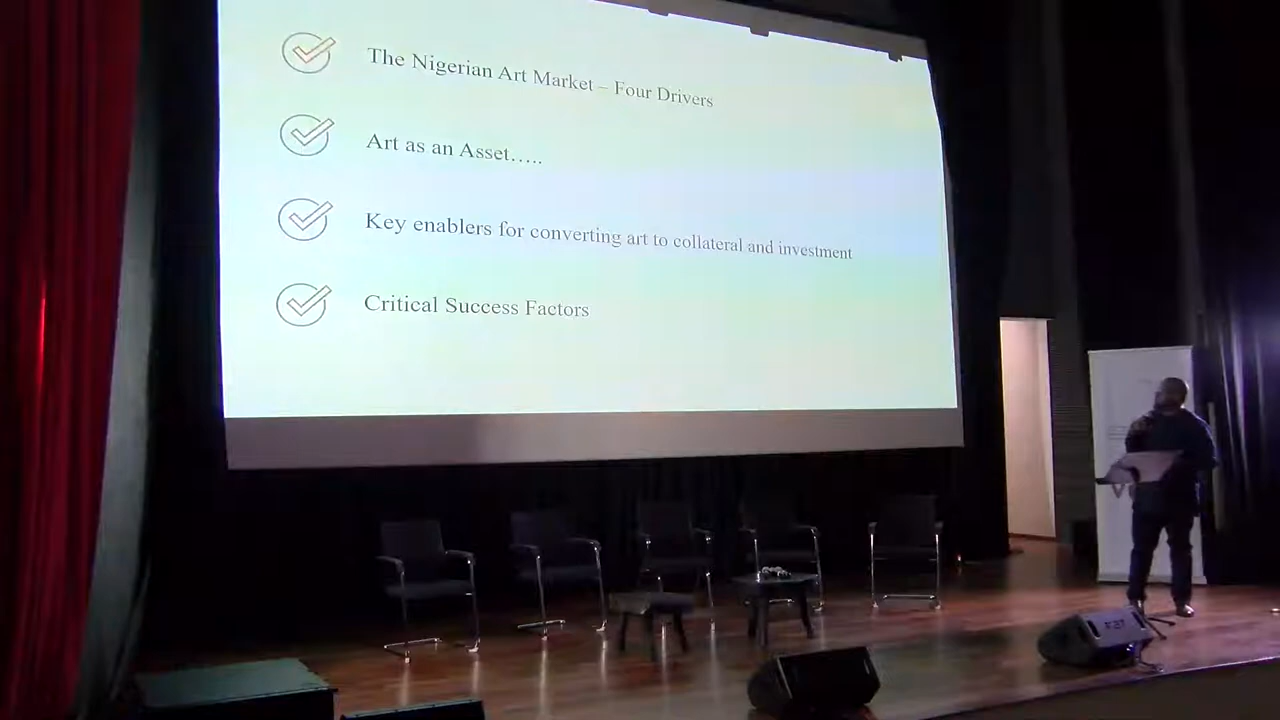 The Nigerian Art Market – Four Drivers
Art as an Asset…..
Key enablers for converting art to collateral and investment
Critical Success Factors